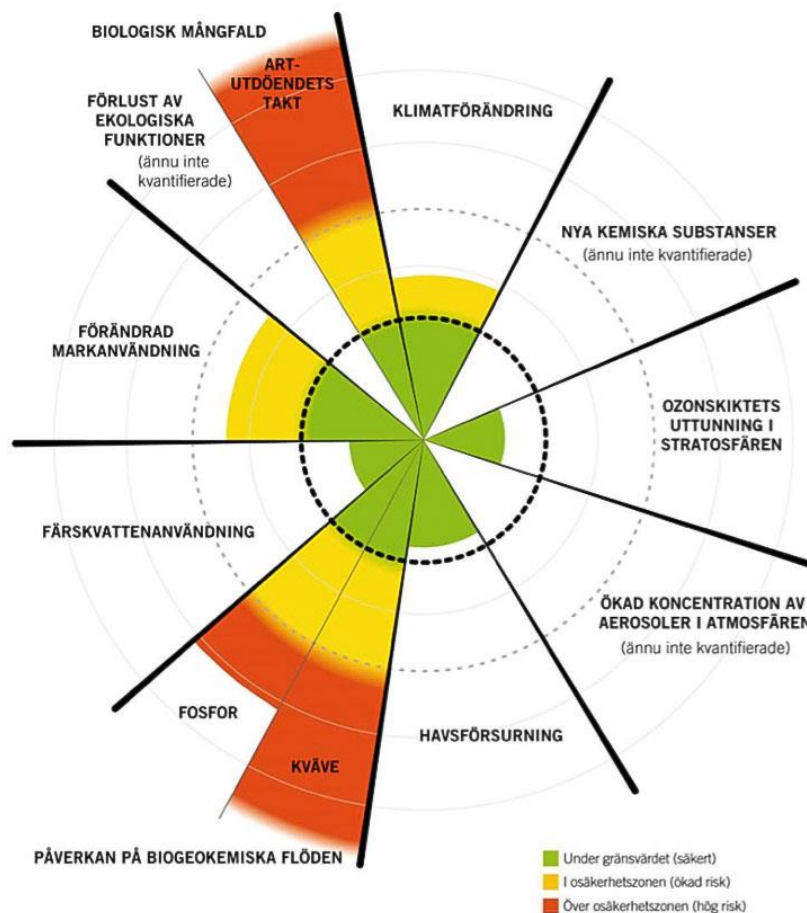 BIOLOGISK MÅNGFALD
ART-
UTDÖENDETS
TAKT
FÖRLUST AV
EKOLOGISKA
FUNKTIONER
(ännu inte
kvantifierade)
KLIMATFÖRÄNDRING
NYA KEMISKA SUBSTANSER
(ännu inte kvantifierade)
FÖRÄNDRAD
MARKANVÄNDNING
OZONSKIKTETS
UTTUNNING I
STRATOSFÄREN
FÄRSKVATTENANVÄNDNING
ÖKAD KONCENTRATION AV
AEROSOLER I ATMOSFÄREN
(ännu inte kvantifierade)
FOSFOR
HAVSFÖRSURNING
KVÄVE
PÅVERKAN PÅ BIOGEOKEMISKA FLÖDEN
Under gränsvärdet (säkert)
I osäkerhetszonen (ökad risk)
Över osäkerhetszonen (hög risk)